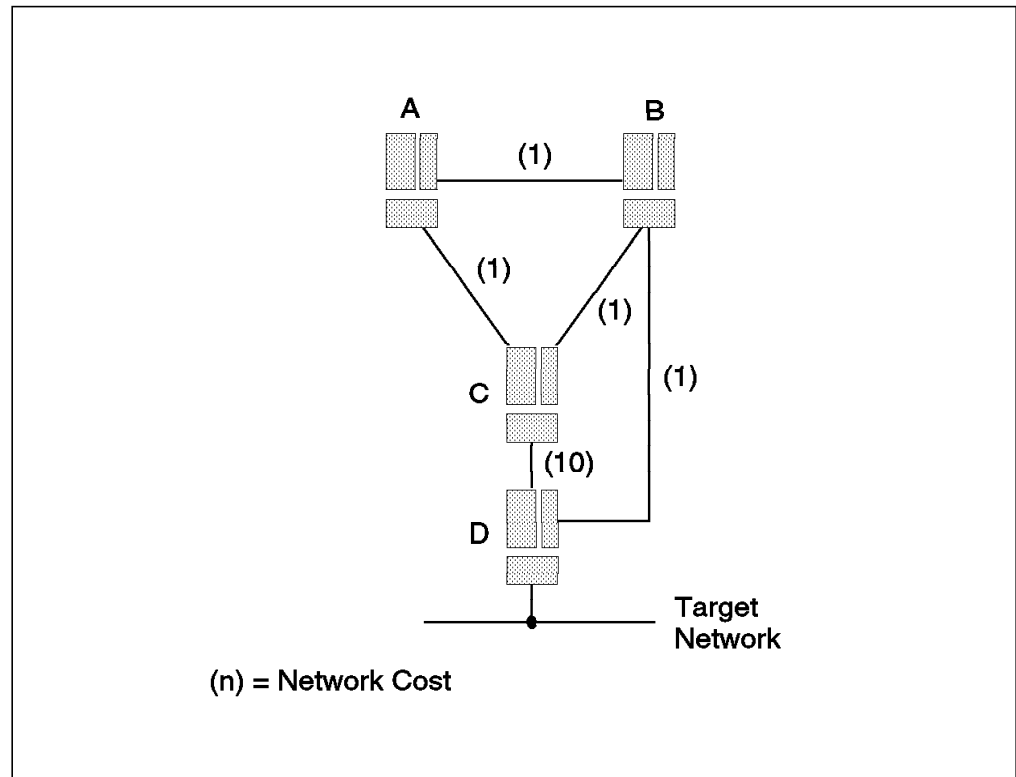 A
B
(1)
(1)
(1)
(1)
C
(10)
D
Target
Network
(n) = Network Cost